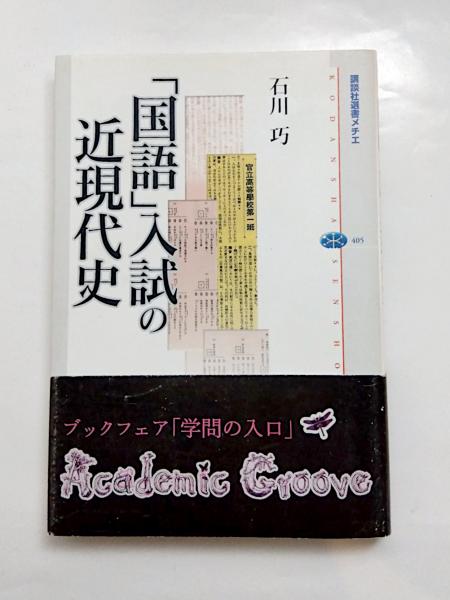 講談社選書メチエ
KODANSHA SENSHO
405
石川 巧
「国語」入試の
近現代史
官立高等學校第一班
ブックフェア「学問の入口」
Academic Groove